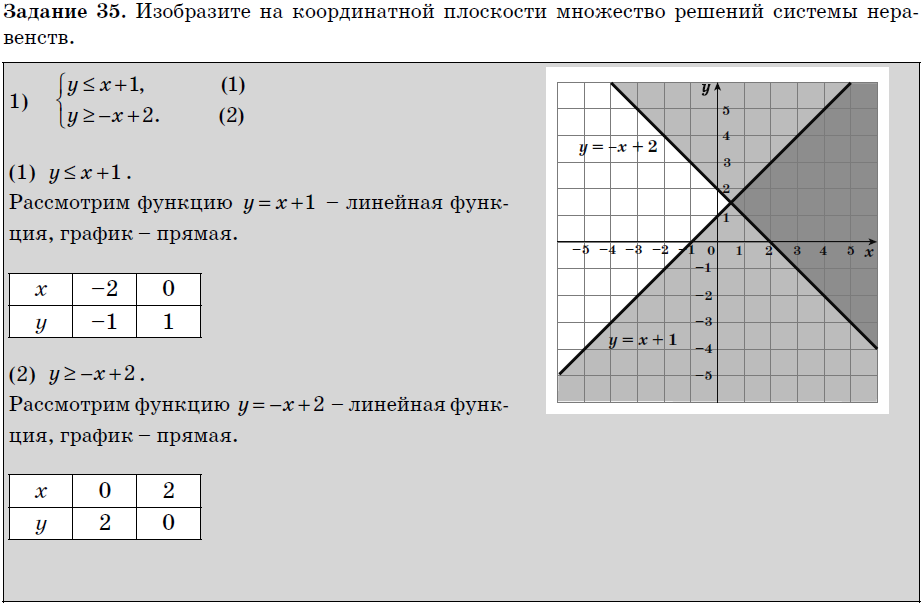 Задание 35. Изобразите на координатной плоскости множество решений системы нера-
венств.
1) { y ≤ x + 1, (1)
y ≥ −x + 2. (2)
(1) y ≤ x + 1.
Рассмотрим функцию y = x + 1 − линейная функ-
ция, график − прямая.
x −2 0
y −1 1
(2) y ≥ −x + 2.
Рассмотрим функцию y = −x + 2 − линейная функ-
ция, график − прямая.
x 0 2
y 2 0
y
5
4
y = −x + 2
3
2
1
−5 −4 −3 −2 −1 0 1 2 3 4 5 x
−1
−2
−3
y = x + 1
−4
−5